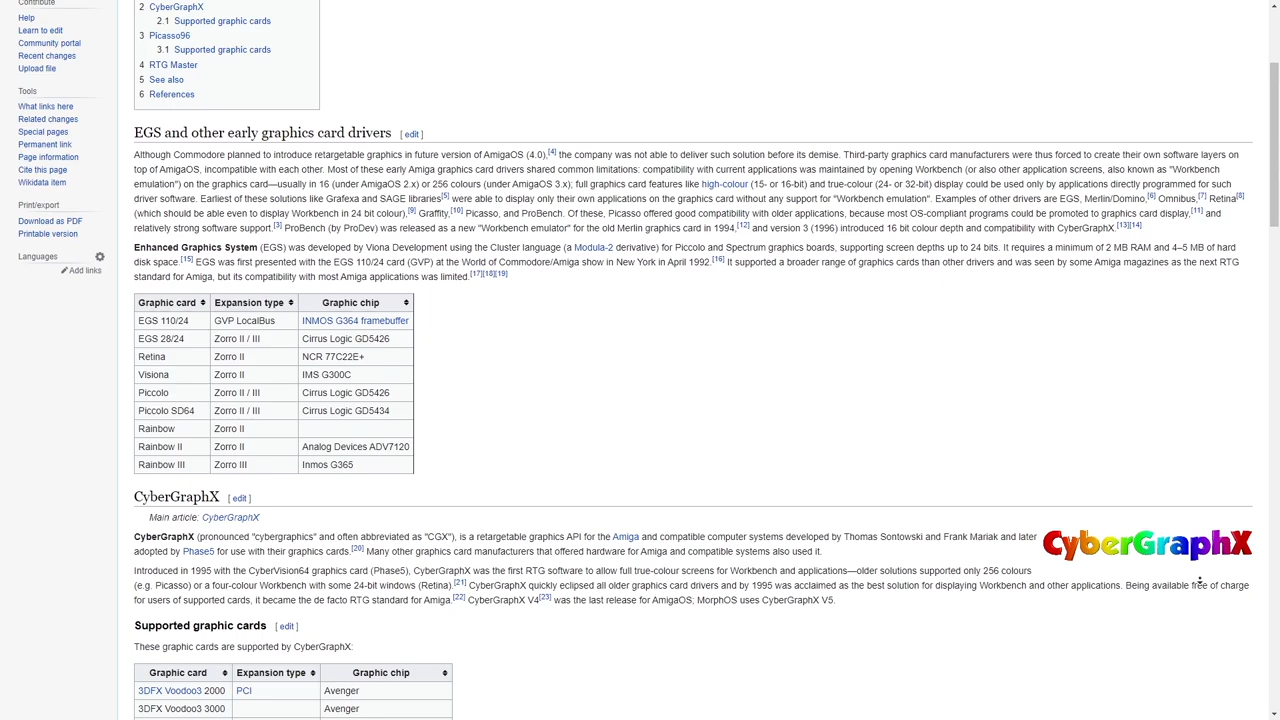 Contribute
Help
Learn to edit
Community portal
Recent changes
Upload file
Tools
What links here
Related changes
Special pages
Permanent link
Page information
Cite this page
Wikidata item
Print/export
Download as PDF
Printable version
Languages
Add links
2 CyberGraphX
2.1 Supported graphic cards
3 Picasso96
3.1 Supported graphic cards
4 RTG Master
5 See also
6 References
EGS and other early graphics card drivers [ edit ]
Although Commodore planned to introduce retargetable graphics in future version of AmigaOS (4.0),[4] the company was not able to deliver such solution before its demise. Third-party graphics card manufacturers were thus forced to create their own software layers on
top of AmigaOS, incompatible with each other. Most of these early Amiga graphics card drivers shared common limitations: compatibility with current applications was maintained by opening Workbench (or also other application screens, also known as "Workbench
emulation") on the graphics card—usually in 16 (under AmigaOS 2.x) or 256 colours (under AmigaOS 3.x); full graphics card features like high-colour (15- or 16-bit) and true-colour (24- or 32-bit) display could be used only by applications directly programmed for such
driver software. Earliest of these solutions like Grafexa and SAGE libraries[5] were able to display only their own applications on the graphics card without any support for "Workbench emulation". Examples of other drivers are EGS, Merlin/Domino,[6] Omnibus,[7] Retina[8]
(which should be able even to display Workbench in 24 bit colour).[9] Graffity,[10] Picasso, and ProBench. Of these, Picasso offered good compatibility with older applications, because most OS-compliant programs could be promoted to graphics card display,[11] and
relatively strong software support.[3] ProBench (by ProDev) was released as a new "Workbench emulator" for the old Merlin graphics card in 1994,[12] and version 3 (1996) introduced 16 bit colour depth and compatibility with CyberGraphX.[13][14]
Enhanced Graphics System (EGS) was developed by Viona Development using the Cluster language (a Modula-2 derivative) for Piccolo and Spectrum graphics boards, supporting screen depths up to 24 bits. It requires a minimum of 2 MB RAM and 4–5 MB of hard
disk space.[15] EGS was first presented with the EGS 110/24 card (GVP) at the World of Commodore/Amiga show in New York in April 1992.[16] It supported a broader range of graphics cards than other drivers and was seen by some Amiga magazines as the next RTG
standard for Amiga, but its compatibility with most Amiga applications was limited.[17][18][19]
Graphic card Expansion type Graphic chip
EGS 110/24 GVP LocalBus INMOS G364 framebuffer
EGS 28/24 Zorro II / III Cirrus Logic GD5426
Retina Zorro II NCR 77C22E+
Visiona Zorro II IMS G300C
Piccolo Zorro II / III Cirrus Logic GD5426
Piccolo SD64 Zorro II / III Cirrus Logic GD5434
Rainbow Zorro II
Rainbow II Zorro II Analog Devices ADV7120
Rainbow III Zorro III Inmos G365
CyberGraphX [ edit ]
Main article: CyberGraphX
CyberGraphX (pronounced "cybergraphics" and often abbreviated as "CGX"), is a retargetable graphics API for the Amiga and compatible computer systems developed by Thomas Sontowski and Frank Mariak and later
adopted by Phase5 for use with their graphics cards.[20] Many other graphics card manufacturers that offered hardware for Amiga and compatible systems also used it.
CyberGraphX
Introduced in 1995 with the CyberVision64 graphics card (Phase5), CyberGraphX was the first RTG software to allow full true-colour screens for Workbench and applications—older solutions supported only 256 colours
(e.g. Picasso) or a four-colour Workbench with some 24-bit windows (Retina).[21] CyberGraphX quickly eclipsed all older graphics card drivers and by 1995 was acclaimed as the best solution for displaying Workbench and other applications. Being available free of charge
for users of supported cards, it became the de facto RTG standard for Amiga.[22] CyberGraphX V4[23] was the last release for AmigaOS; MorphOS uses CyberGraphX V5.
Supported graphic cards [ edit ]
These graphic cards are supported by CyberGraphX:
Graphic card Expansion type Graphic chip
3DFX Voodoo3 2000 PCI Avenger
3DFX Voodoo3 3000 Avenger